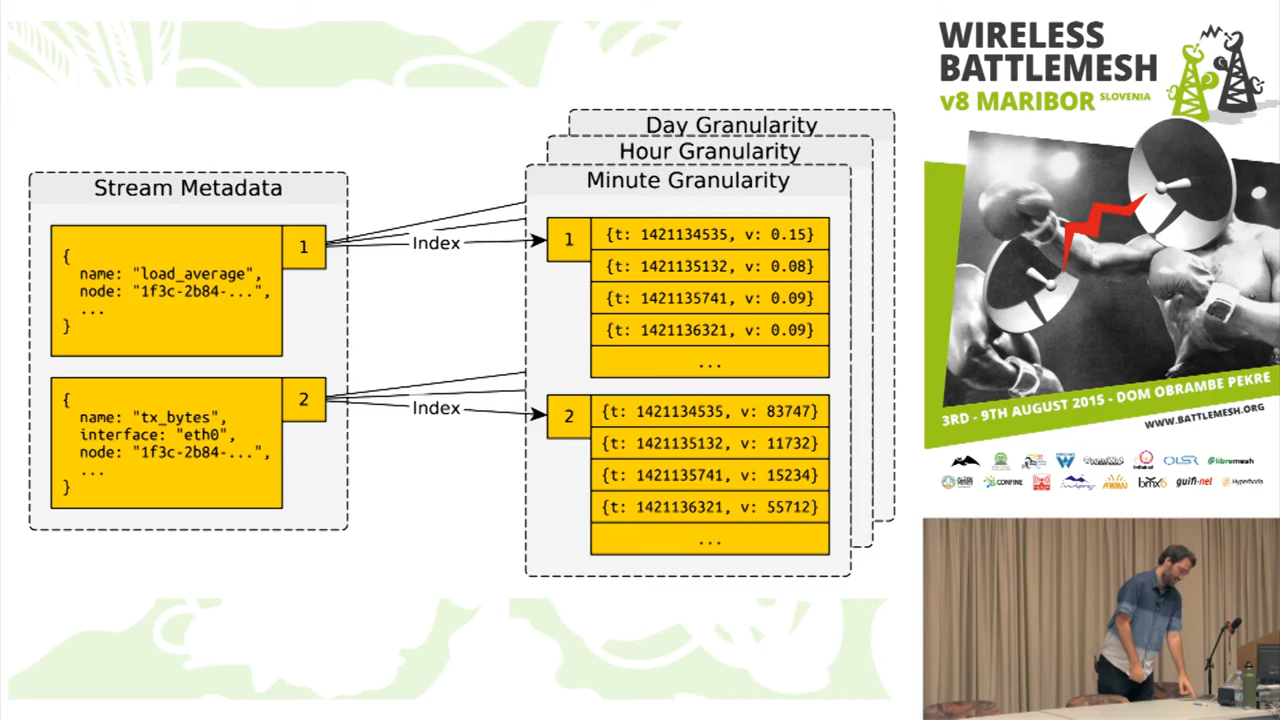 WIRELESS
BATTLEMESH
v8 MARIBOR SLOVENIA
Day Granularity
Hour Granularity
Minute Granularity
Stream Metadata
1
{
name: "load_average",
node: "1f3c-2b84-...",
...
}
Index
1
{t: 1421134535, v: 0.15}
{t: 1421135132, v: 0.08}
{t: 1421135741, v: 0.09}
{t: 1421136321, v: 0.09}
...
2
{
name: "tx_bytes",
interface: "eth0",
node: "1f3c-2b84-...",
...
}
Index
2
{t: 1421134535, v: 83747}
{t: 1421135132, v: 11732}
{t: 1421135741, v: 15234}
{t: 1421136321, v: 55712}
...
3RD - 9TH AUGUST 2015 - DOM OBRAMBE PEKRE
WWW.BATTLEMESH.ORG
OLSR
libremesh
CONFINE
AWMN
bmx6
guifi·net
Hyperboria